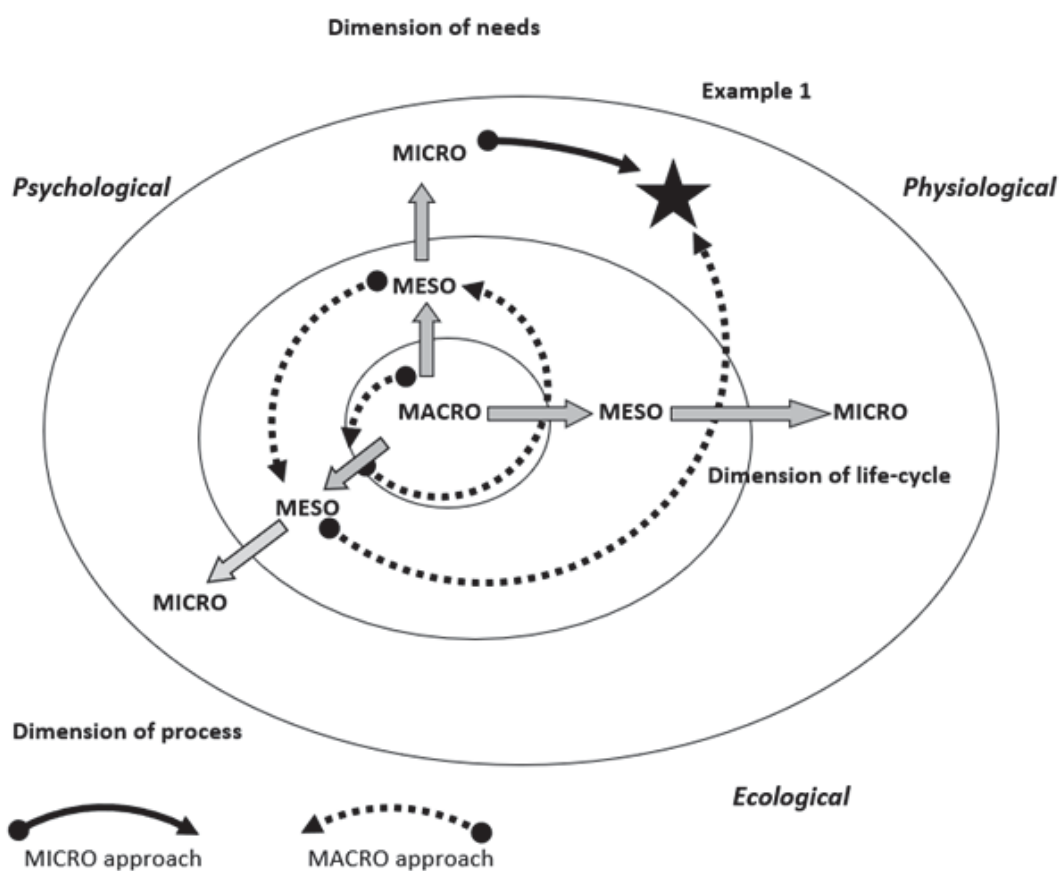 Dimension of needs
Example 1
MICRO
Psychological
Physiological
MESO
MACRO
MESO
MICRO
Dimension of life-cycle
MESO
MICRO
Dimension of process
Ecological
MICRO approach
MACRO approach